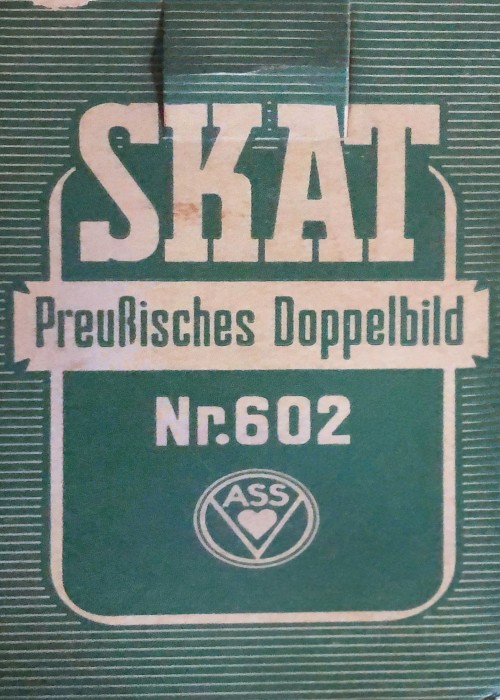 SKAT
Preußisches Doppelbild
Nr.602
ASS